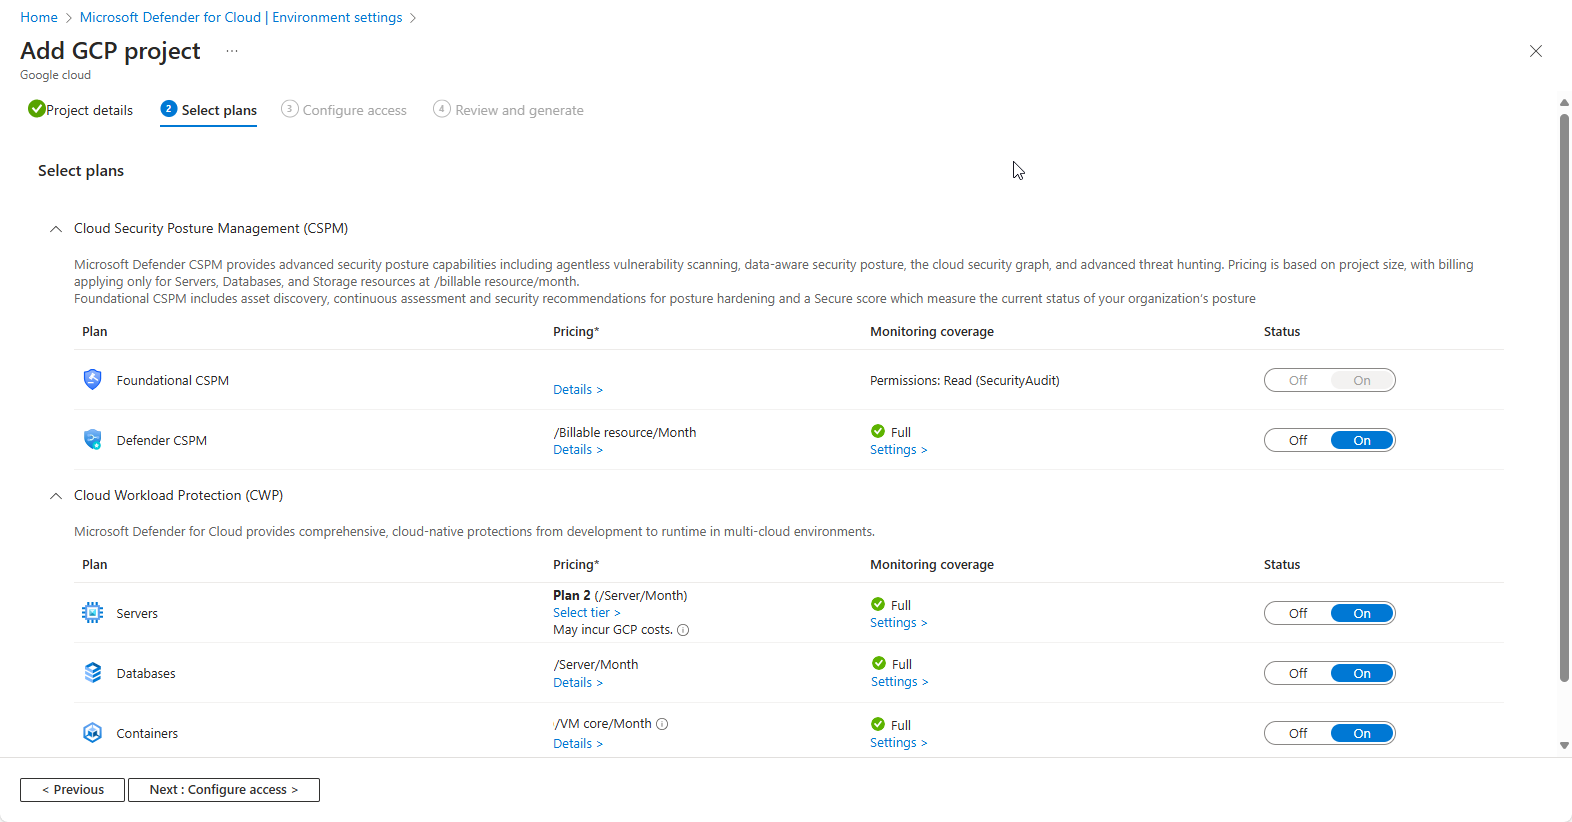 Home > Microsoft Defender for Cloud | Environment settings >
Add GCP project ...
Google cloud
Project details 2 Select plans 3 Configure access 4 Review and generate
Select plans
Cloud Security Posture Management (CSPM)
Microsoft Defender CSPM provides advanced security posture capabilities including agentless vulnerability scanning, data-aware security posture, the cloud security graph, and advanced threat hunting. Pricing is based on project size, with billing
applying only for Servers, Databases, and Storage resources at /billable resource/month.
Foundational CSPM includes asset discovery, continuous assessment and security recommendations for posture hardening and a Secure score which measure the current status of your organization's posture
Plan Pricing* Monitoring coverage Status
Foundational CSPM Details > Permissions: Read (SecurityAudit) Off On
Defender CSPM /Billable resource/Month Full Off On
Details > Settings >
Cloud Workload Protection (CWP)
Microsoft Defender for Cloud provides comprehensive, cloud-native protections from development to runtime in multi-cloud environments.
Plan Pricing* Monitoring coverage Status
Servers Plan 2 (/Server/Month) Full Off On
Select tier > Settings >
May incur GCP costs.
Databases /Server/Month Full Off On
Details > Settings >
Containers /VM core/Month Full Off On
Details > Settings >
< Previous Next : Configure access >